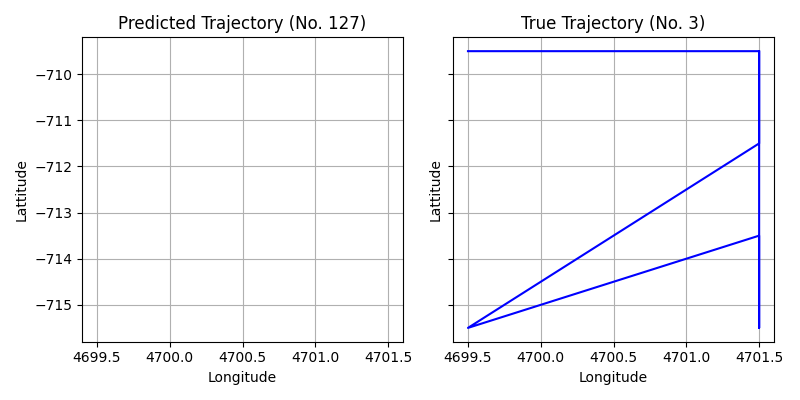 Predicted Trajectory (No. 127)
True Trajectory (No. 3)
Lattitude
−710
−711
−712
−713
−714
−715
4699.5 4700.0 4700.5 4701.0 4701.5
Longitude
Lattitude
4699.5 4700.0 4700.5 4701.0 4701.5
Longitude